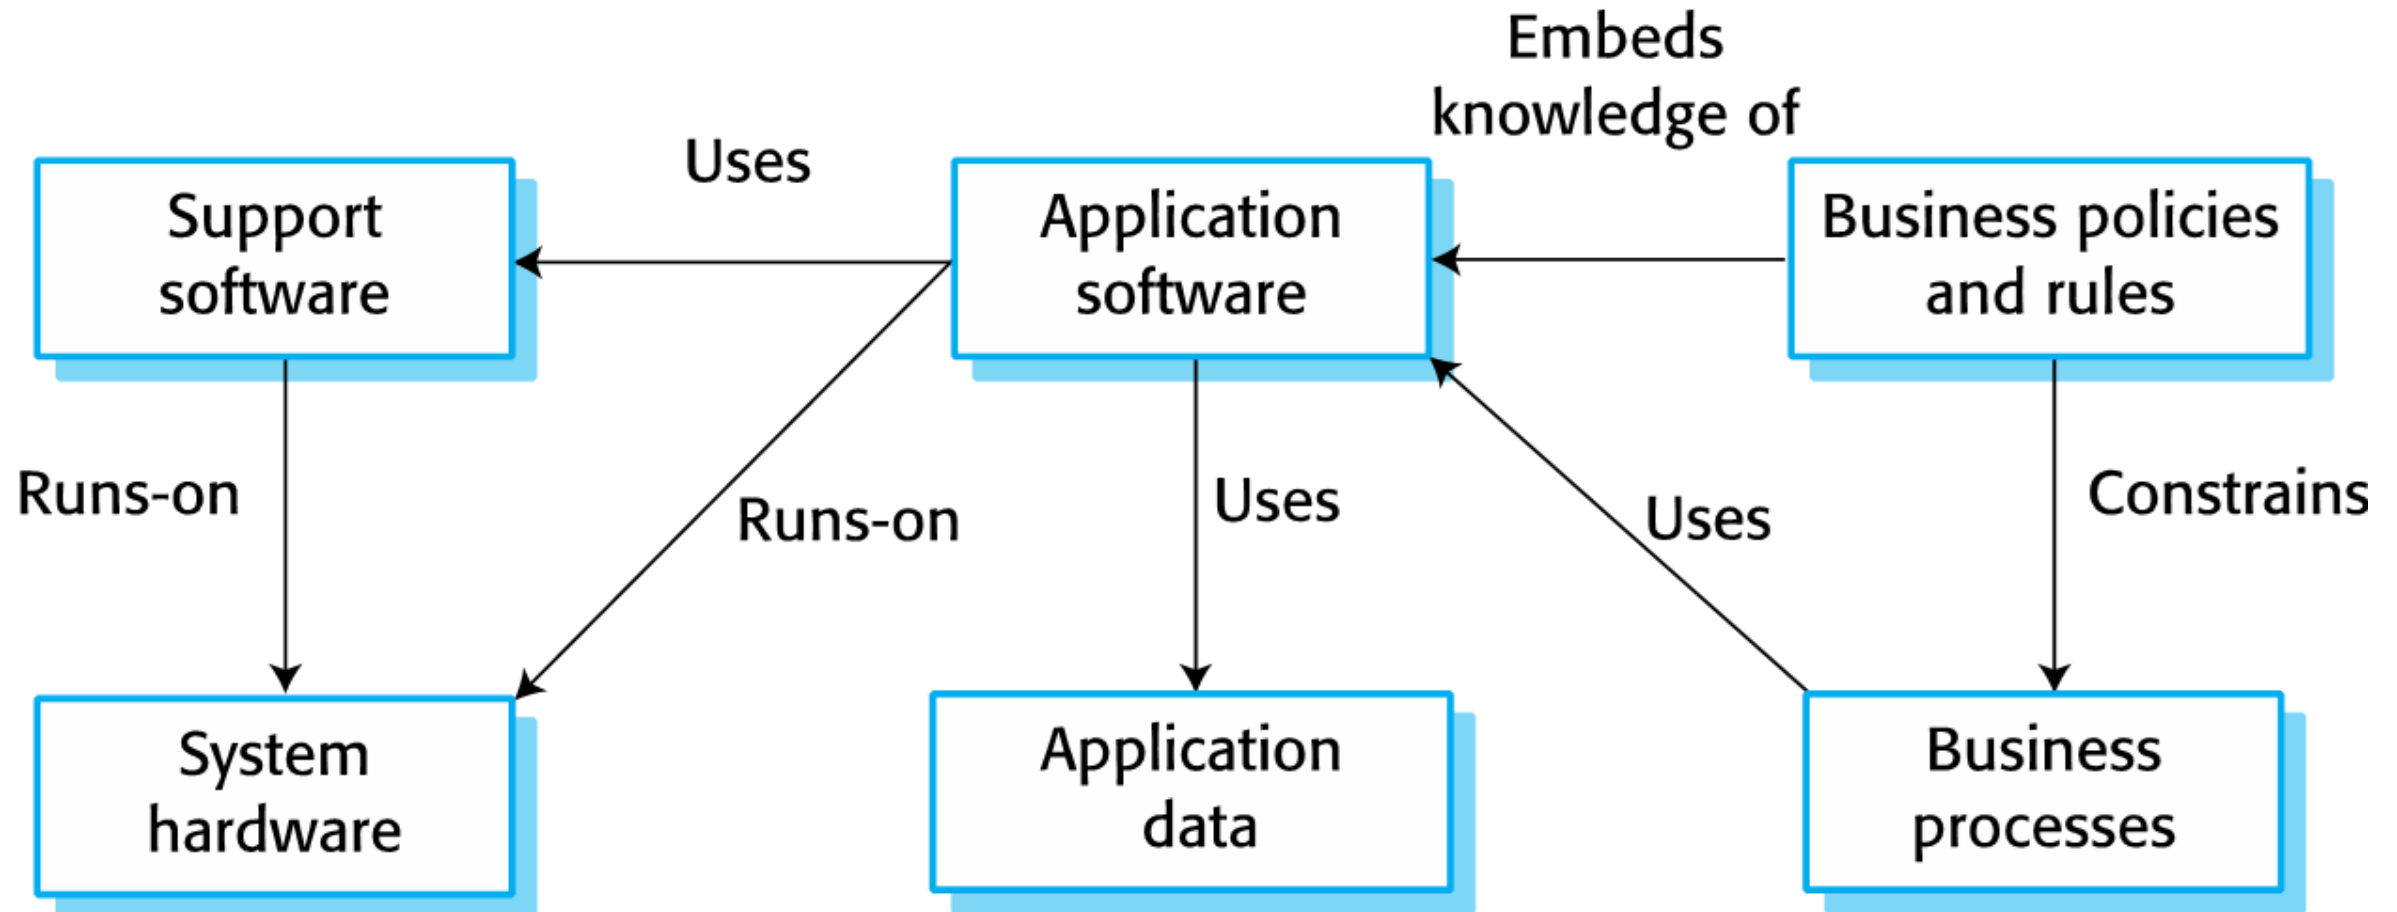 Embeds
knowledge of
Uses
Support
software
Application
software
Business policies
and rules
Runs-on
Runs-on
Uses
Uses
Constrains
System
hardware
Application
data
Business
processes